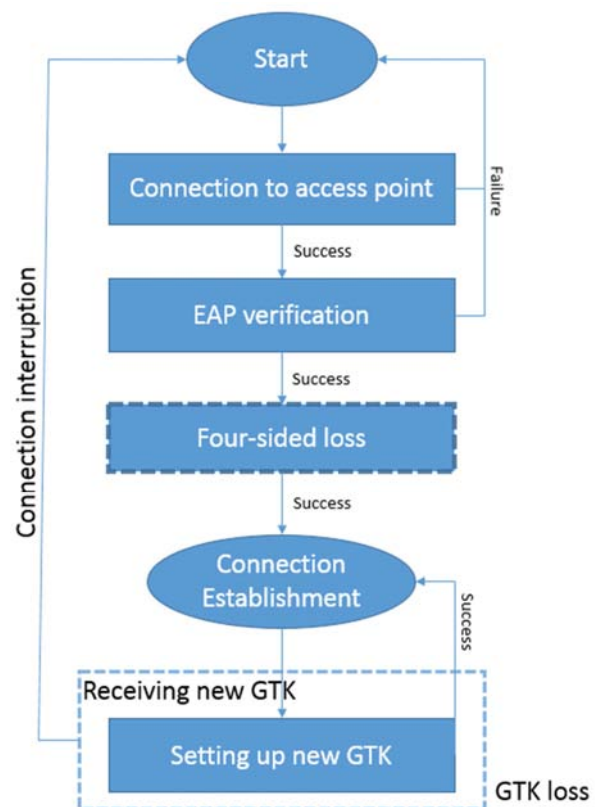 Start
Connection to access point
Failure
Success
EAP verification
Success
Four-sided loss
Success
Connection interruption
Connection
Establishment
Success
Receiving new GTK
Setting up new GTK
GTK loss